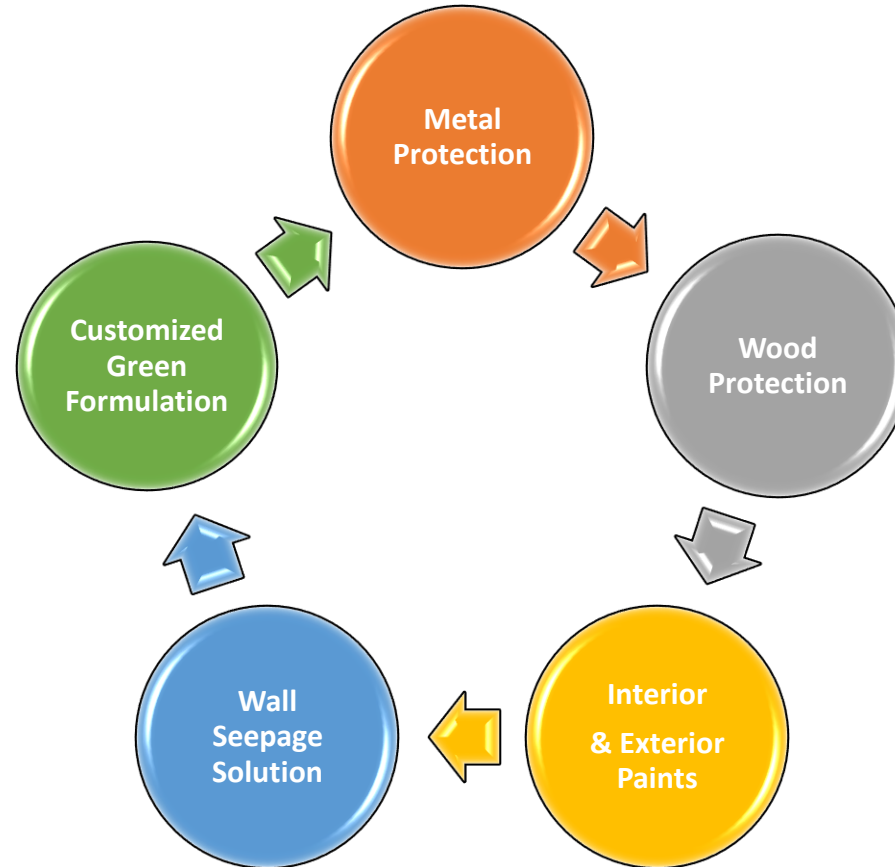 Metal
Protection
Wood
Protection
Interior
& Exterior
Paints
Wall
Seepage
Solution
Customized
Green
Formulation